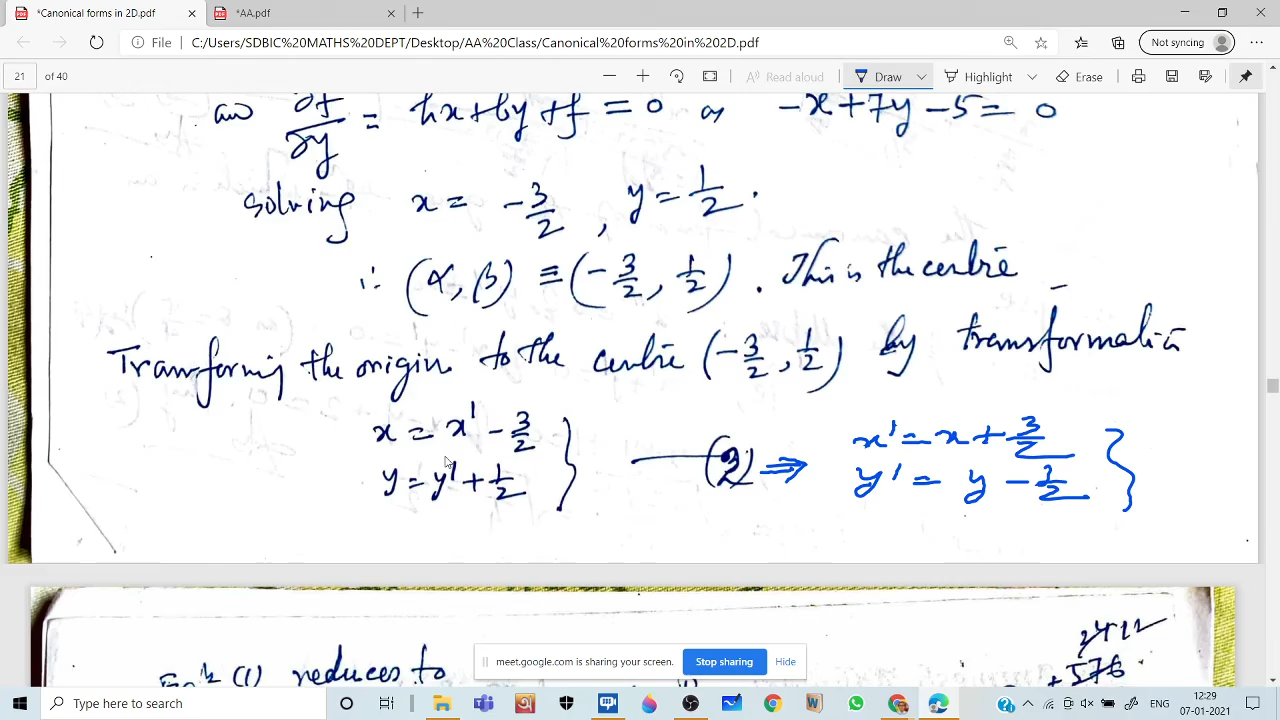 *Canonical forms in 2D.pdf
*AA.pdf
File | C:/Users/SDBIC%20MATHS%20DEPT/Desktop/AA%20Class/Canonical%20forms%20in%202D.pdf
Not syncing
21 of 40
Read aloud
Draw
Highlight
Erase
∂f/∂y = hx+by+f = 0 or -x+7y-5=0
solving x = -3/2, y = 1/2.
∴ (α, β) ≡ (-3/2, 1/2). This is the centre
Transforming the origin to the centre (-3/2, 1/2) by transformation
x = x' - 3/2
y = y' + 1/2 } —— (2) ⇒ x' = x + 3/2
y' = y - 1/2 }
Eqn (1) reduces to
meet.google.com is sharing your screen.
Stop sharing
Hide
Type here to search
ENG
12:29
07-01-2021